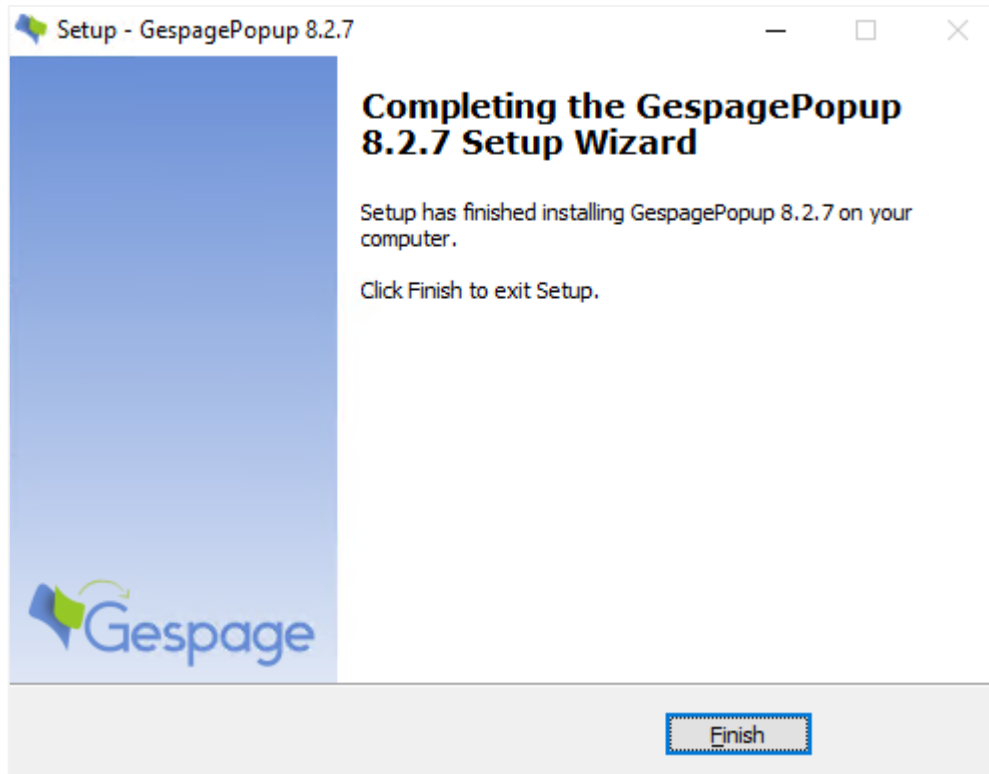 Setup - GespagePopup 8.2.7
Completing the GespagePopup
8.2.7 Setup Wizard
Setup has finished installing GespagePopup 8.2.7 on your
computer.
Click Finish to exit Setup.
Gespage
Finish